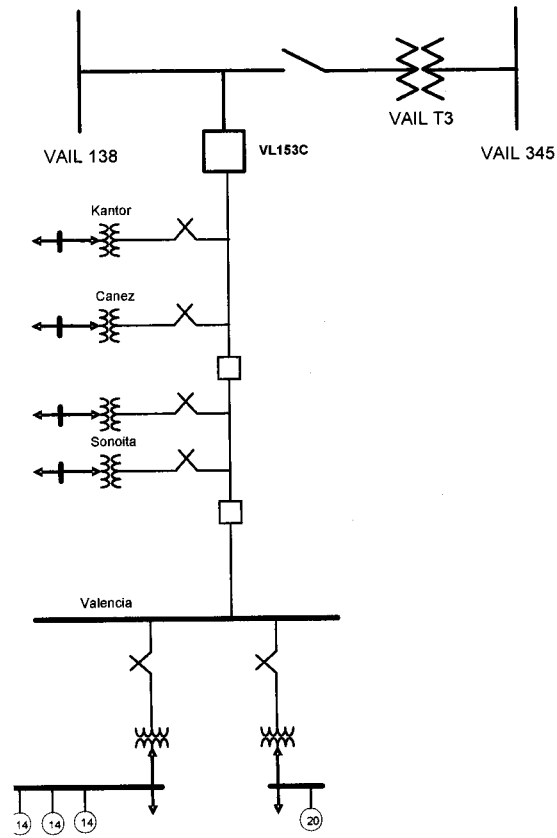 VAIL T3
VAIL 138
VL153C
VAIL 345
Kantor
Canez
Sonoita
Valencia
14
14
14
20